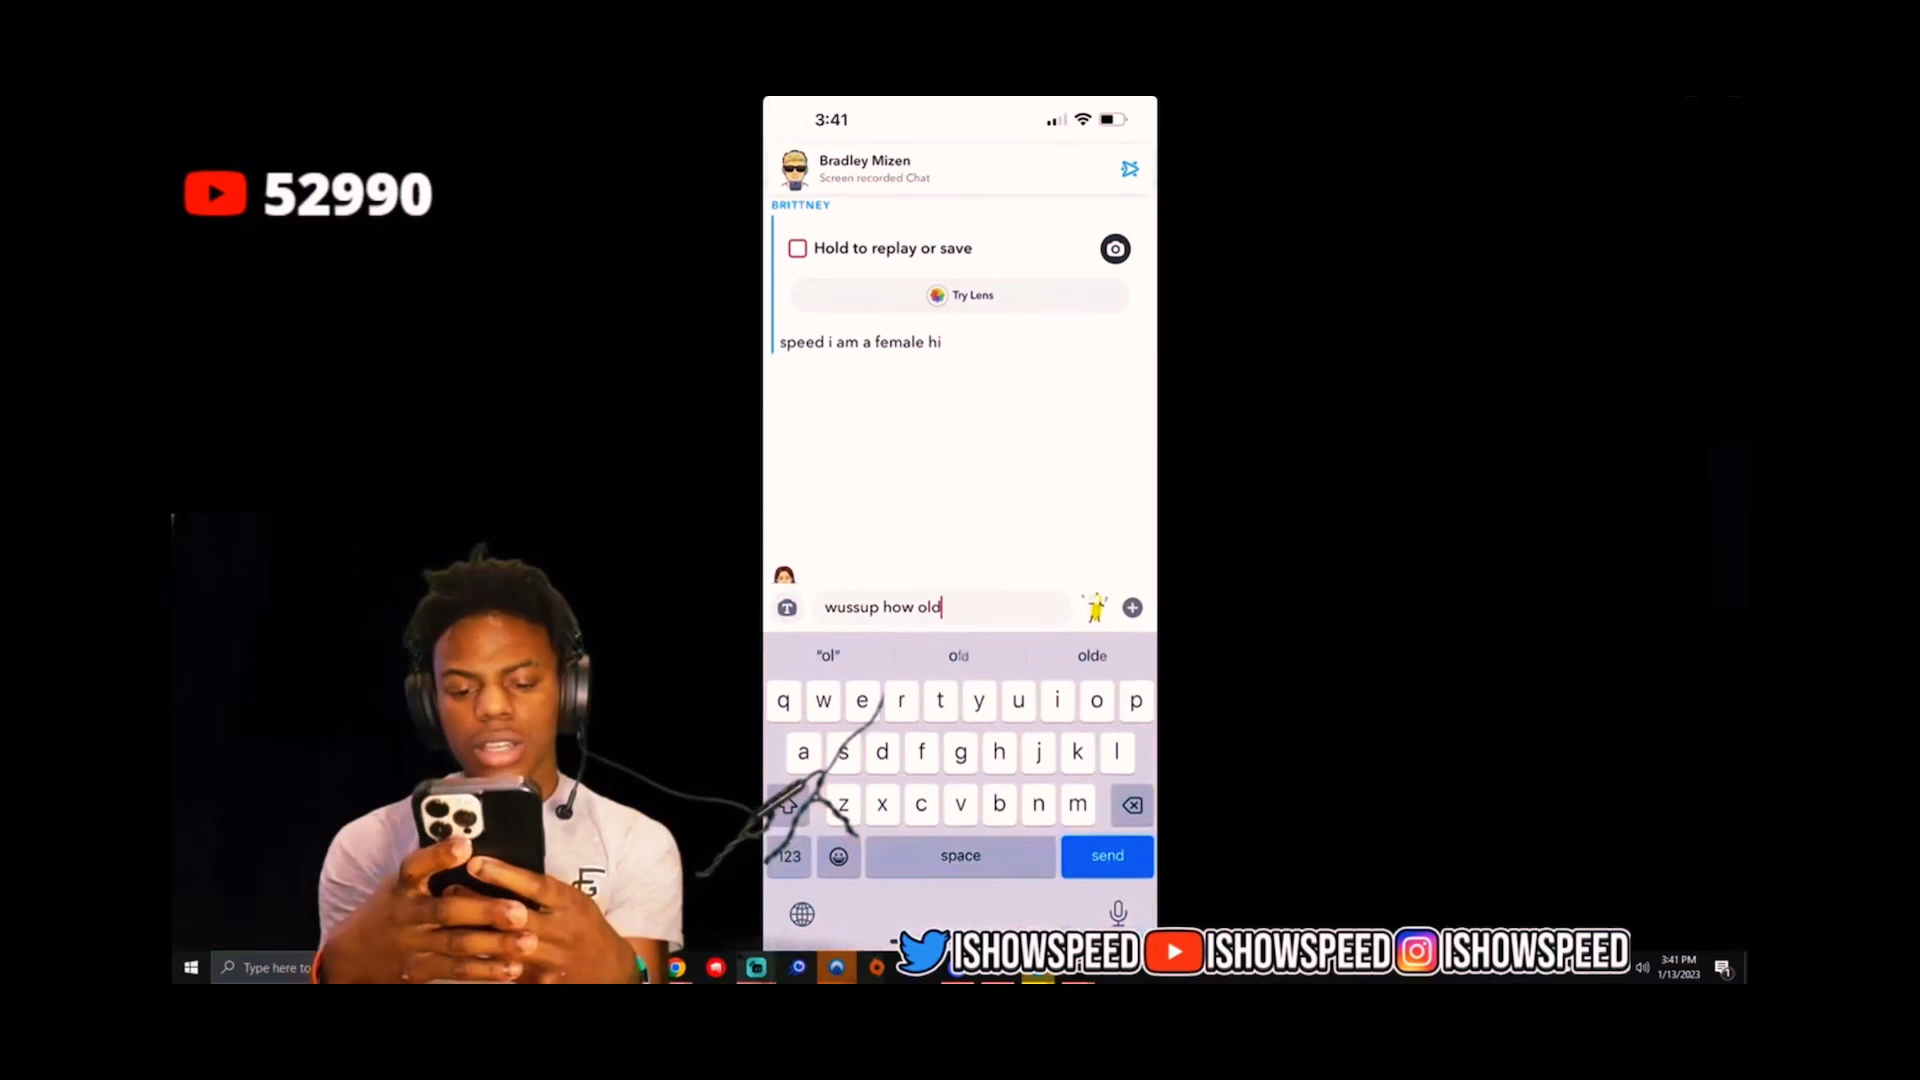 52990
3:41
Bradley Mizen
Screen recorded Chat
BRITTNEY
Hold to replay or save
Try Lens
speed i am a female hi
wussup how old
"ol" old olde
q w e r t y u i o p
a s d f g h j k l
z x c v b n m
123 space send
ISHOWSPEED ISHOWSPEED ISHOWSPEED
Type here to
3:41 PM
1/13/2023